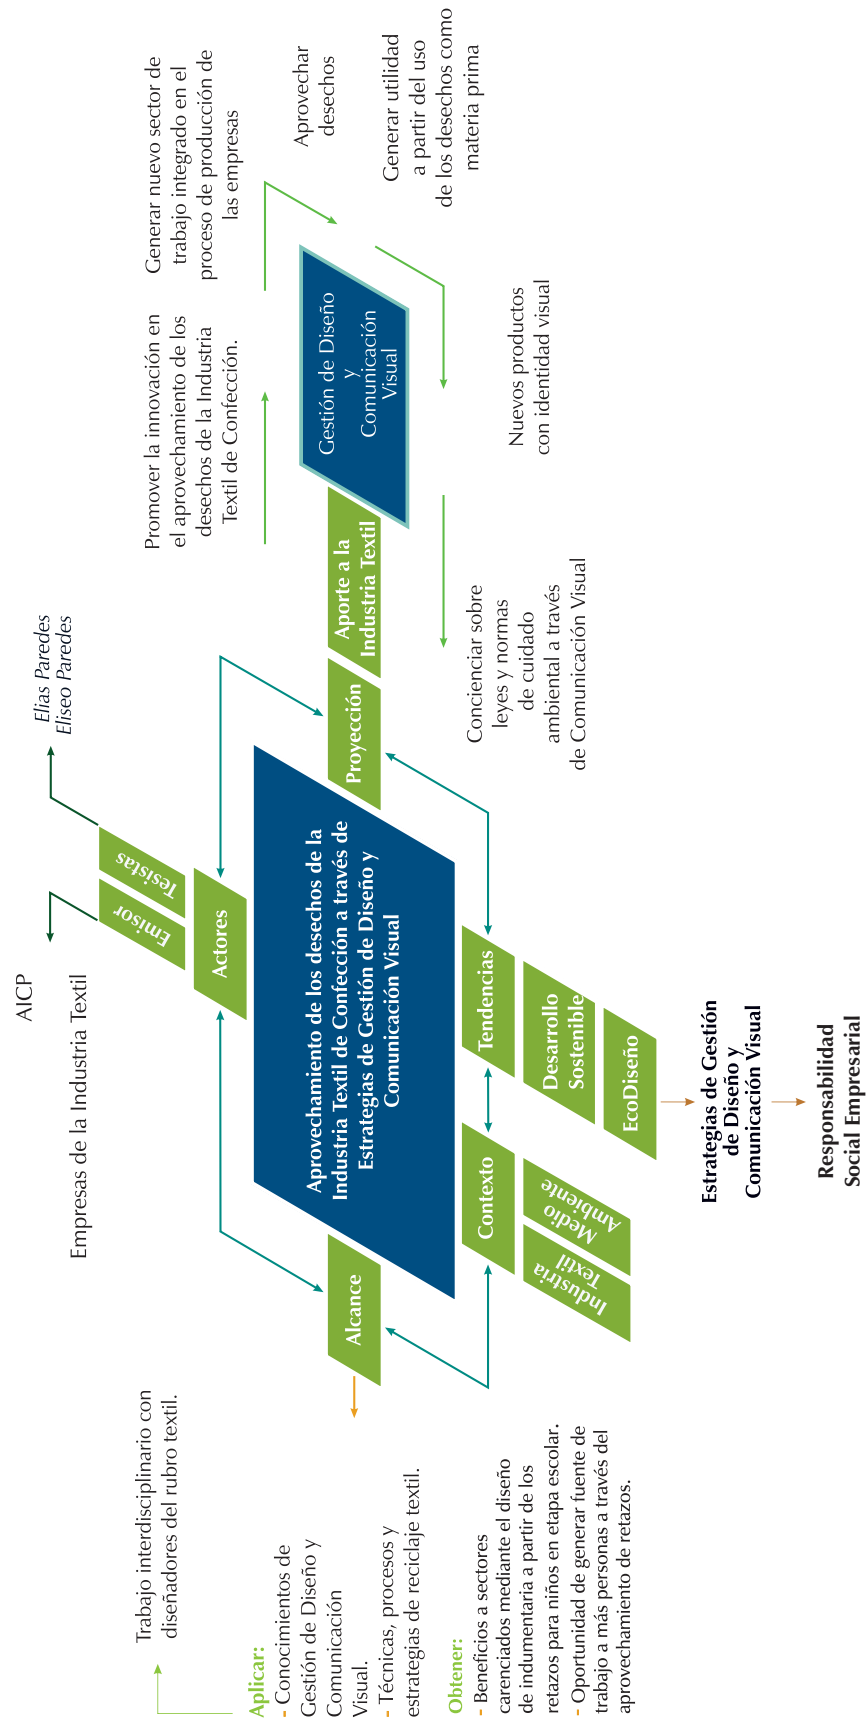 AICP
Empresas de la Industria Textil
Elias Paredes
Eliseo Paredes
Emisor
Tesistas
Actores
Trabajo interdisciplinario con
diseñadores del rubro textil.
Aplicar:
- Conocimientos de
Gestión de Diseño y
Comunicación
Visual.
- Técnicas, procesos y
estrategias de reciclaje textil.
Obtener:
- Beneficios a sectores
carenciados mediante el diseño
de indumentaria a partir de los
retazos para niños en etapa escolar.
- Oportunidad de generar fuente de
trabajo a más personas a través del
aprovechamiento de retazos.
Alcance
Aprovechamiento de los desechos de la
Industria Textil de Confección a través de
Estrategias de Gestión de Diseño y
Comunicación Visual
Proyección
Aporte a la
Industria Textil
Gestión de Diseño
y
Comunicación
Visual
Promover la innovación en
el aprovechamiento de los
desechos de la Industria
Textil de Confección.
Generar nuevo sector de
trabajo integrado en el
proceso de producción de
las empresas
Aprovechar
desechos
Generar utilidad
a partir del uso
de los desechos como
materia prima
Nuevos productos
con identidad visual
Concienciar sobre
leyes y normas
de cuidado
ambiental a través
de Comunicación Visual
Contexto
Industria
Textil
Medio
Ambiente
Tendencias
Desarrollo
Sostenible
EcoDiseño
Estrategias de Gestión
de Diseño y
Comunicación Visual
Responsabilidad
Social Empresarial